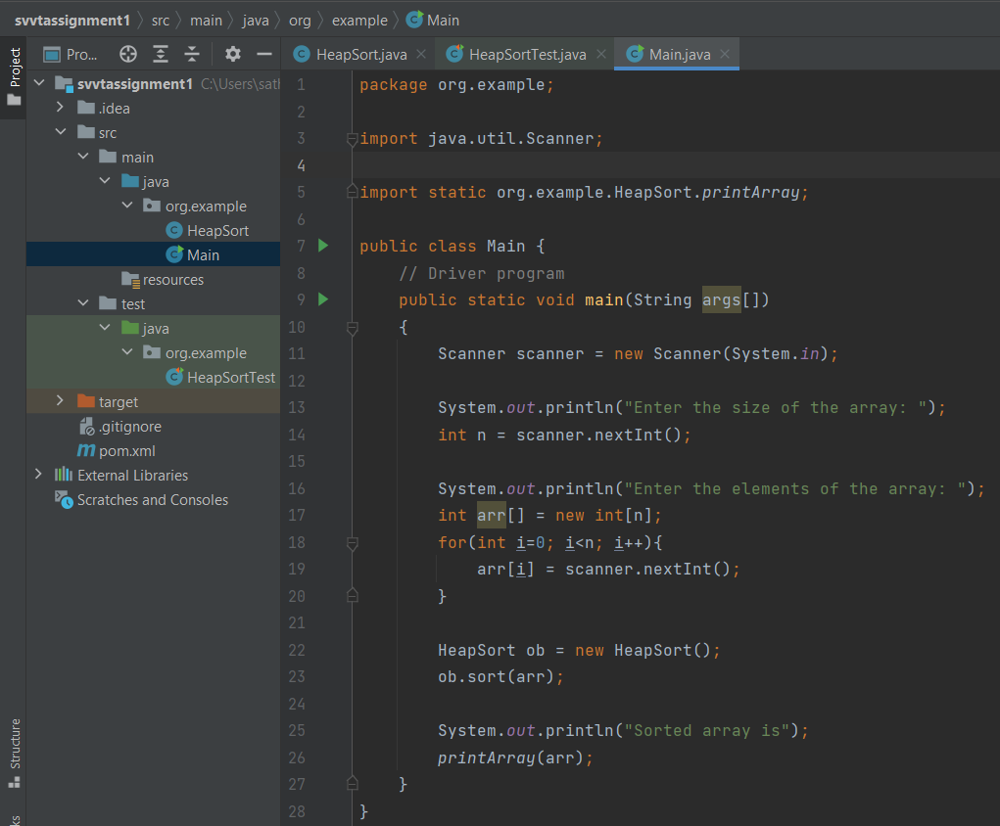 svvtassignment1 src main java org example Main
Project
Pro...
HeapSort.java HeapSortTest.java Main.java
svvtassignment1 C:\Users\sath
.idea
src
main
java
org.example
HeapSort
Main
resources
test
java
org.example
HeapSortTest
target
.gitignore
pom.xml
External Libraries
Scratches and Consoles
Structure
1 package org.example;
2
3 import java.util.Scanner;
4
5 import static org.example.HeapSort.printArray;
6
7 public class Main {
8 // Driver program
9 public static void main(String args[])
10 {
11 Scanner scanner = new Scanner(System.in);
12
13 System.out.println("Enter the size of the array: ");
14 int n = scanner.nextInt();
15
16 System.out.println("Enter the elements of the array: ");
17 int arr[] = new int[n];
18 for(int i=0; i<n; i++){
19 arr[i] = scanner.nextInt();
20 }
21
22 HeapSort ob = new HeapSort();
23 ob.sort(arr);
24
25 System.out.println("Sorted array is");
26 printArray(arr);
27 }
28 }